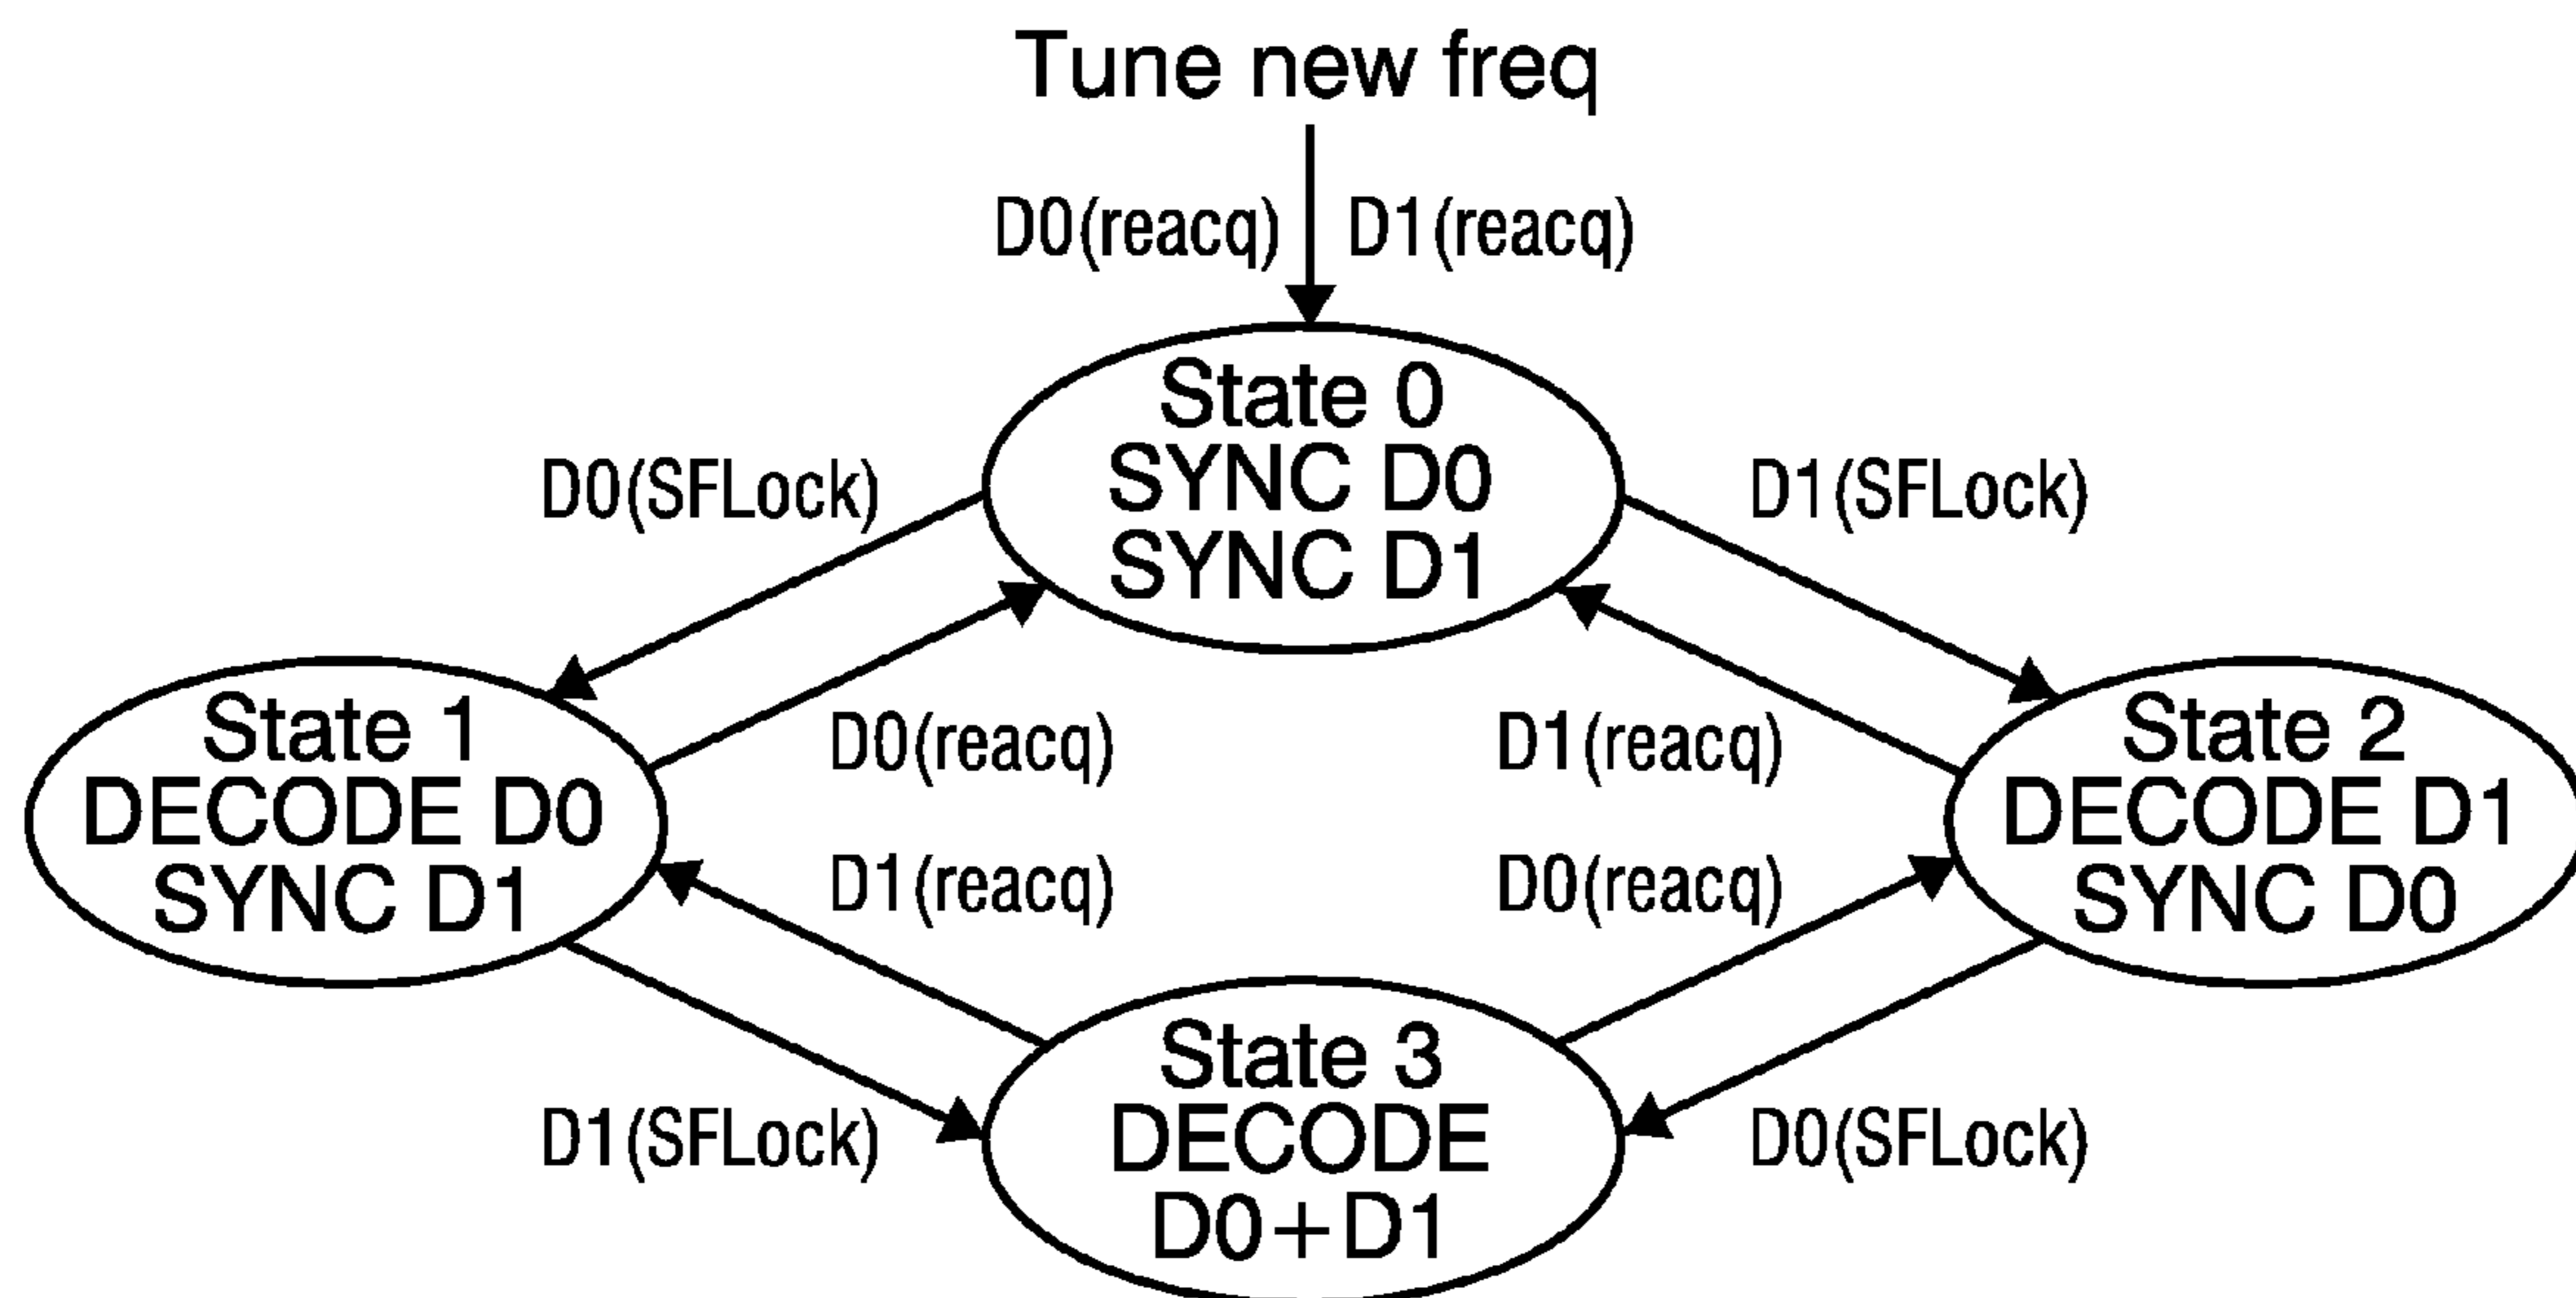 Tune new freq
D0(reacq) D1(reacq)
State 0
SYNC D0
SYNC D1
D0(SFLock)
D1(SFLock)
State 1
DECODE D0
SYNC D1
D0(reacq)
D1(reacq)
State 2
DECODE D1
SYNC D0
D1(reacq)
D0(reacq)
State 3
DECODE
D0+D1
D1(SFLock)
D0(SFLock)